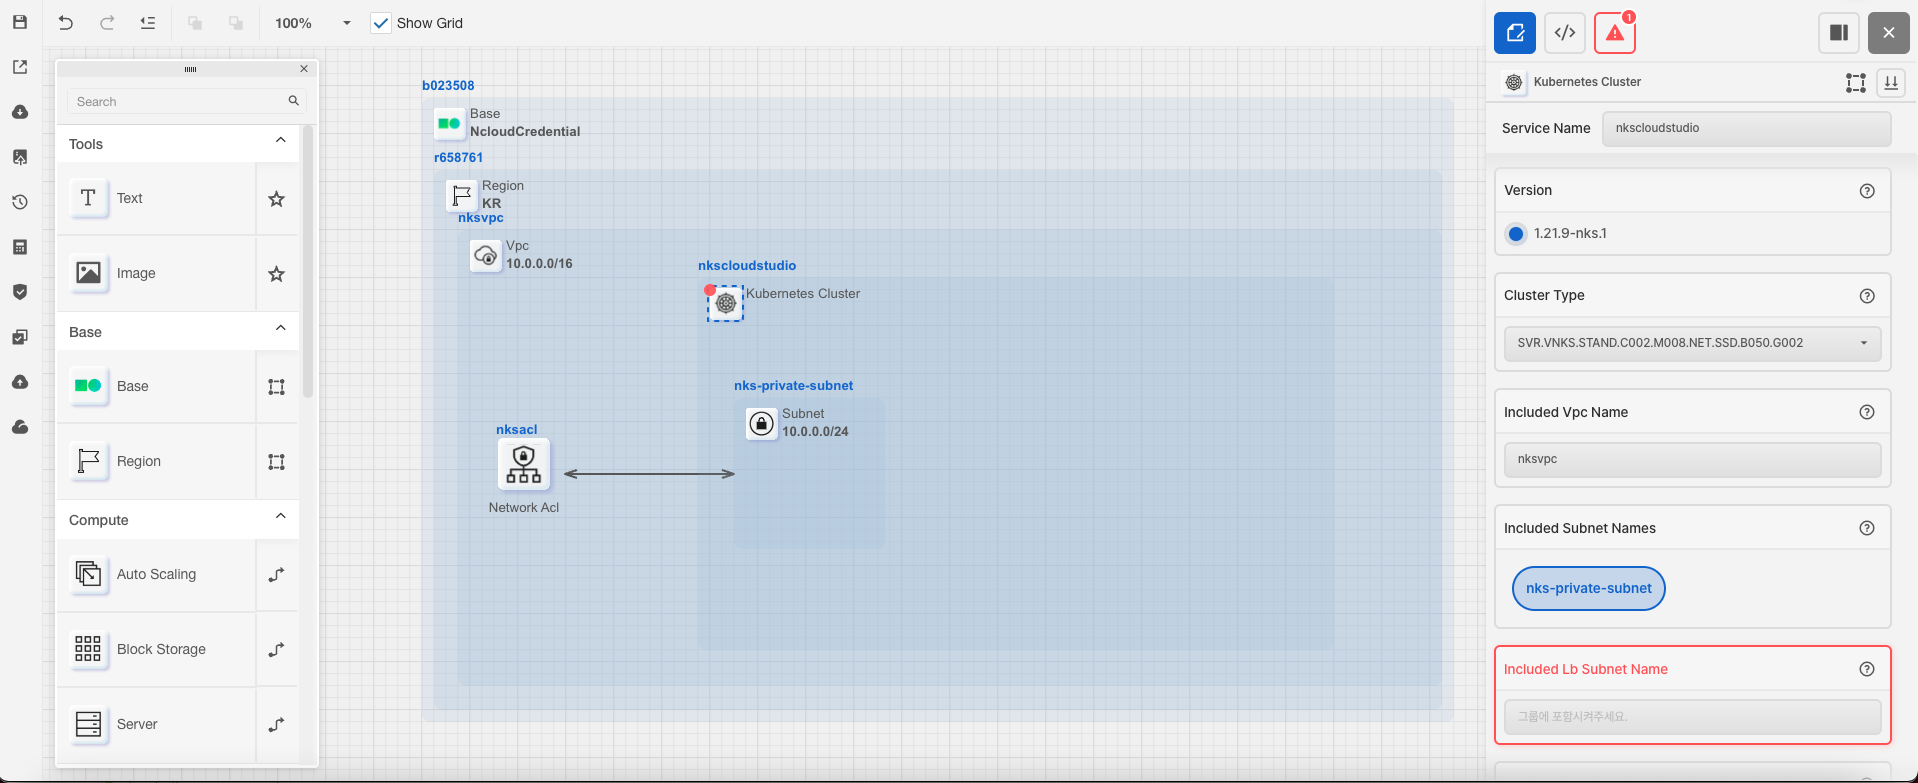 100%
Show Grid
1
Search
Tools
Text
Image
Base
Base
Region
Compute
Auto Scaling
Block Storage
Server
b023508
Base
NcloudCredential
r658761
Region
KR
nksvpc
Vpc
10.0.0.0/16
nkscloudstudio
Kubernetes Cluster
nks-private-subnet
Subnet
10.0.0.0/24
nksacl
Network Acl
Kubernetes Cluster
Service Name
nkscloudstudio
Version
1.21.9-nks.1
Cluster Type
SVR.VNKS.STAND.C002.M008.NET.SSD.B050.G002
Included Vpc Name
nksvpc
Included Subnet Names
nks-private-subnet
Included Lb Subnet Name
그룹에 포함시켜주세요.